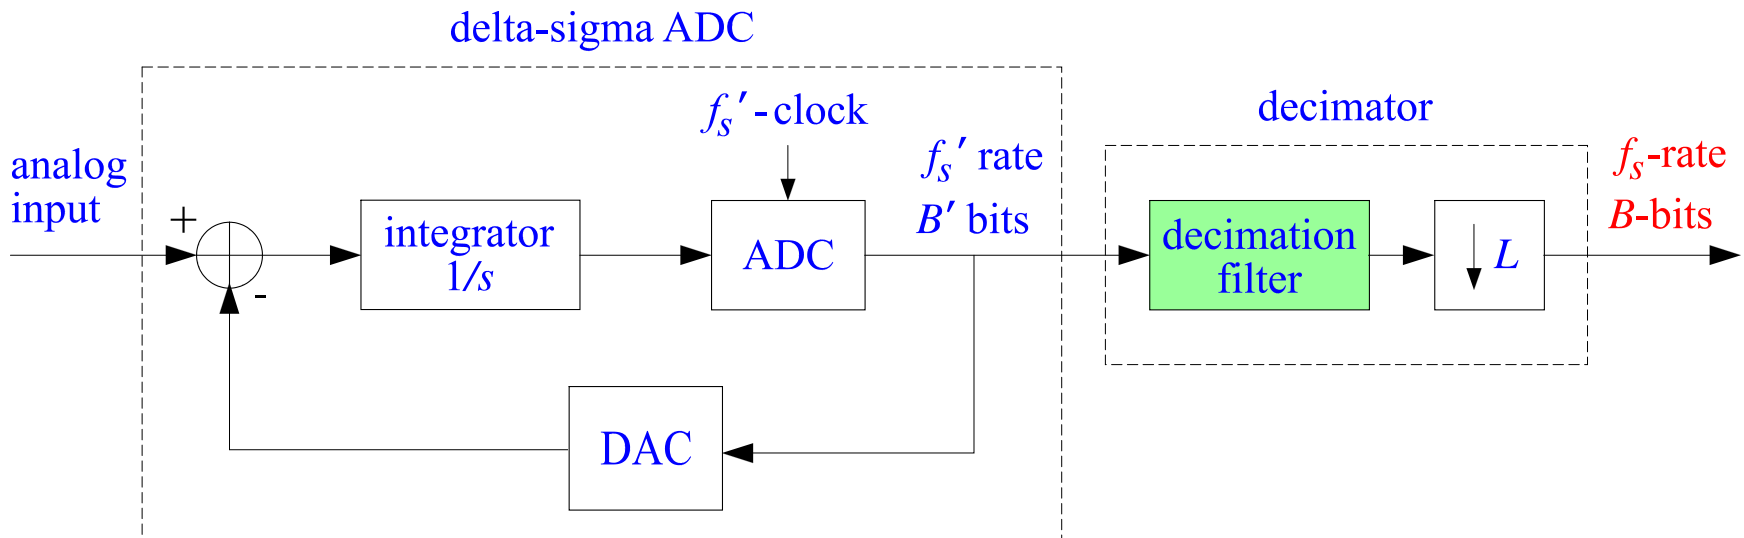 delta-sigma ADC
fs′-clock
decimator
analog
input
+
-
integrator
1/s
ADC
fs′ rate
B′ bits
decimation
filter
↓ L
fs-rate
B-bits
DAC